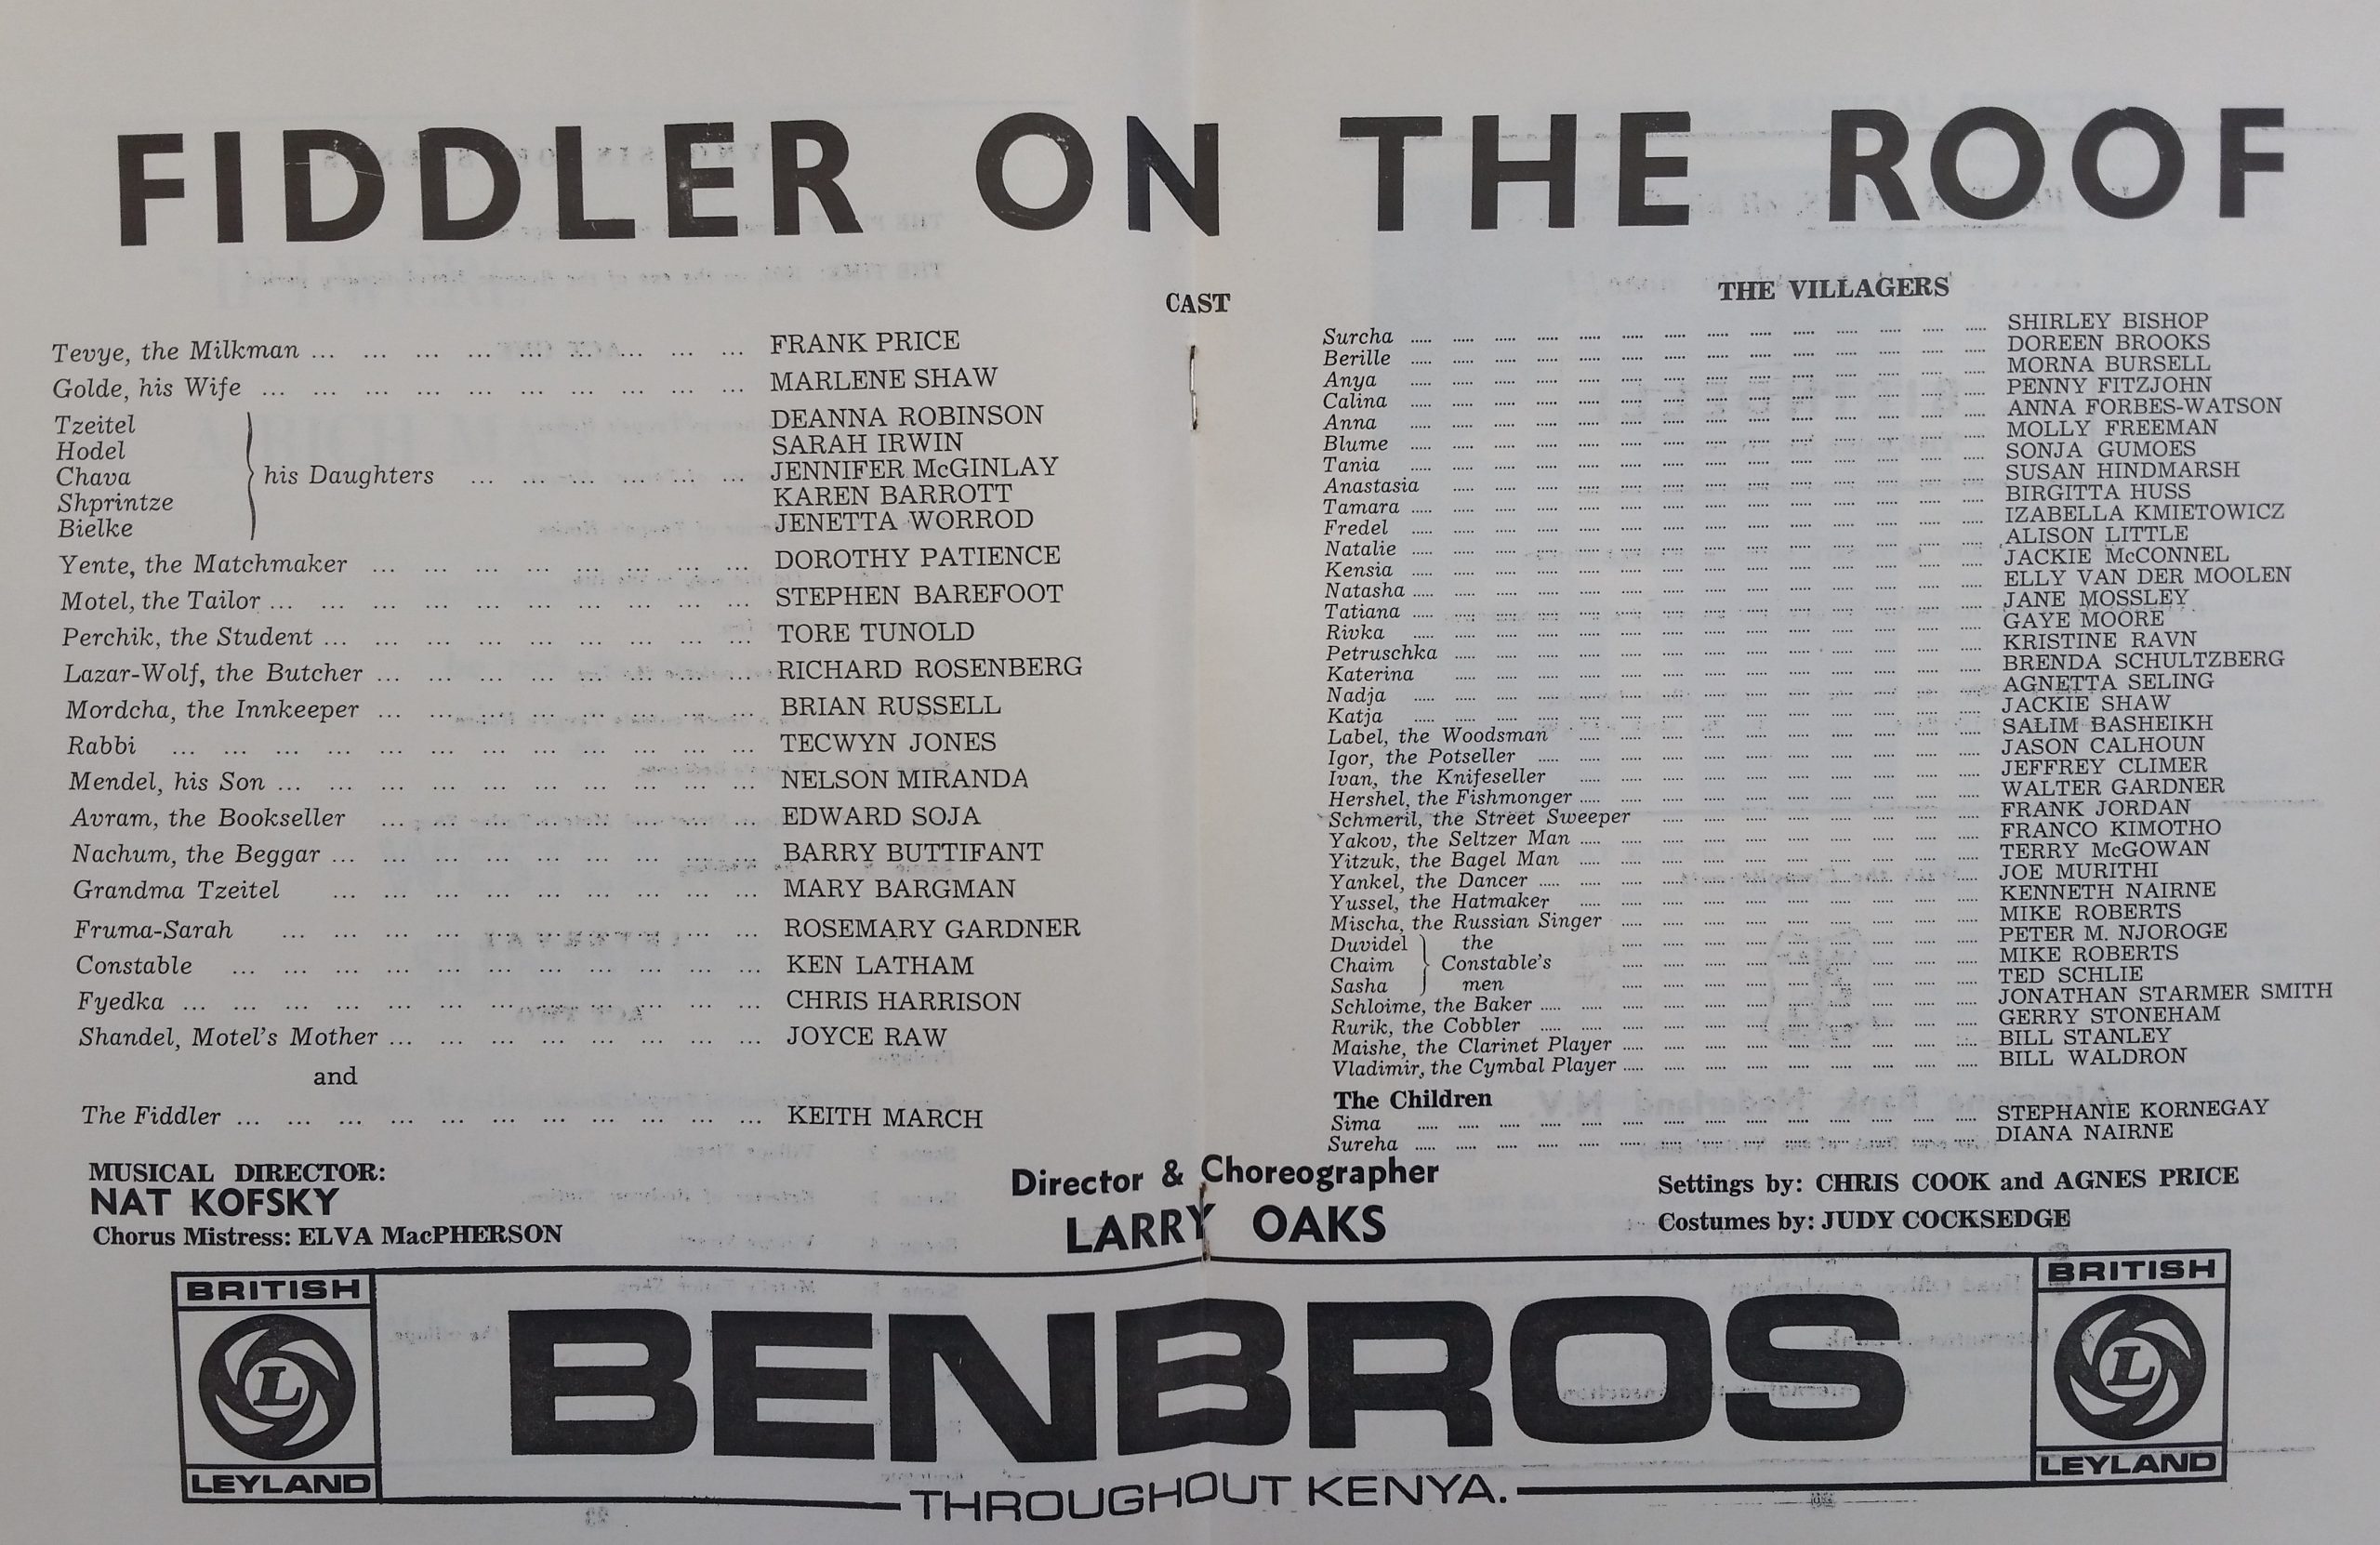 FIDDLER ON THE ROOF
CAST
Tevye, the Milkman ... FRANK PRICE
Golde, his Wife ... MARLENE SHAW
Tzeitel DEANNA ROBINSON
Hodel SARAH IRWIN
Chava his Daughters ... JENNIFER McGINLAY
Shprintze KAREN BARROTT
Bielke JENETTA WORROD
Yente, the Matchmaker ... DOROTHY PATIENCE
Motel, the Tailor ... STEPHEN BAREFOOT
Perchik, the Student ... TORE TUNOLD
Lazar-Wolf, the Butcher ... RICHARD ROSENBERG
Mordcha, the Innkeeper ... BRIAN RUSSELL
Rabbi ... TECWYN JONES
Mendel, his Son ... NELSON MIRANDA
Avram, the Bookseller ... EDWARD SOJA
Nachum, the Beggar ... BARRY BUTTIFANT
Grandma Tzeitel ... MARY BARGMAN
Fruma-Sarah ... ROSEMARY GARDNER
Constable ... KEN LATHAM
Fyedka ... CHRIS HARRISON
Shandel, Motel's Mother ... JOYCE RAW
and
The Fiddler ... KEITH MARCH
THE VILLAGERS
Surcha ... SHIRLEY BISHOP
Berille ... DOREEN BROOKS
Anya ... MORNA BURSELL
Calina ... PENNY FITZJOHN
Anna ... ANNA FORBES-WATSON
Blume ... MOLLY FREEMAN
Tania ... SONJA GUMOES
Anastasia ... SUSAN HINDMARSH
Tamara ... BIRGITTA HUSS
Fredel ... IZABELLA KMIETOWICZ
Natalie ... ALISON LITTLE
Kensia ... JACKIE McCONNEL
Natasha ... ELLY VAN DER MOOLEN
Tatiana ... JANE MOSSLEY
Rivka ... GAYE MOORE
Petruschka ... KRISTINE RAVN
Katerina ... BRENDA SCHULTZBERG
Nadja ... AGNETTA SELING
Katja ... JACKIE SHAW
Label, the Woodsman ... SALIM BASHEIKH
Igor, the Potseller ... JASON CALHOUN
Ivan, the Knifeseller ... JEFFREY CLIMER
Hershel, the Fishmonger ... WALTER GARDNER
Schmeril, the Street Sweeper ... FRANK JORDAN
Yakov, the Seltzer Man ... FRANCO KIMOTHO
Yitzuk, the Bagel Man ... TERRY McGOWAN
Yankel, the Dancer ... JOE MURITHI
Yussel, the Hatmaker ... KENNETH NAIRNE
Mischa, the Russian Singer ... MIKE ROBERTS
Duvidel the ... PETER M. NJOROGE
Chaim Constable's ... MIKE ROBERTS
Sasha men ... TED SCHLIE
Schloime, the Baker ... JONATHAN STARMER SMITH
Rurik, the Cobbler ... GERRY STONEHAM
Maishe, the Clarinet Player ... BILL STANLEY
Vladimir, the Cymbal Player ... BILL WALDRON
The Children
Sima ... STEPHANIE KORNEGAY
Sureha ... DIANA NAIRNE
MUSICAL DIRECTOR:
NAT KOFSKY
Chorus Mistress: ELVA MacPHERSON
Director & Choreographer
LARRY OAKS
Settings by: CHRIS COOK and AGNES PRICE
Costumes by: JUDY COCKSEDGE
BRITISH
L
LEYLAND
BENBROS
THROUGHOUT KENYA.
BRITISH
L
LEYLAND